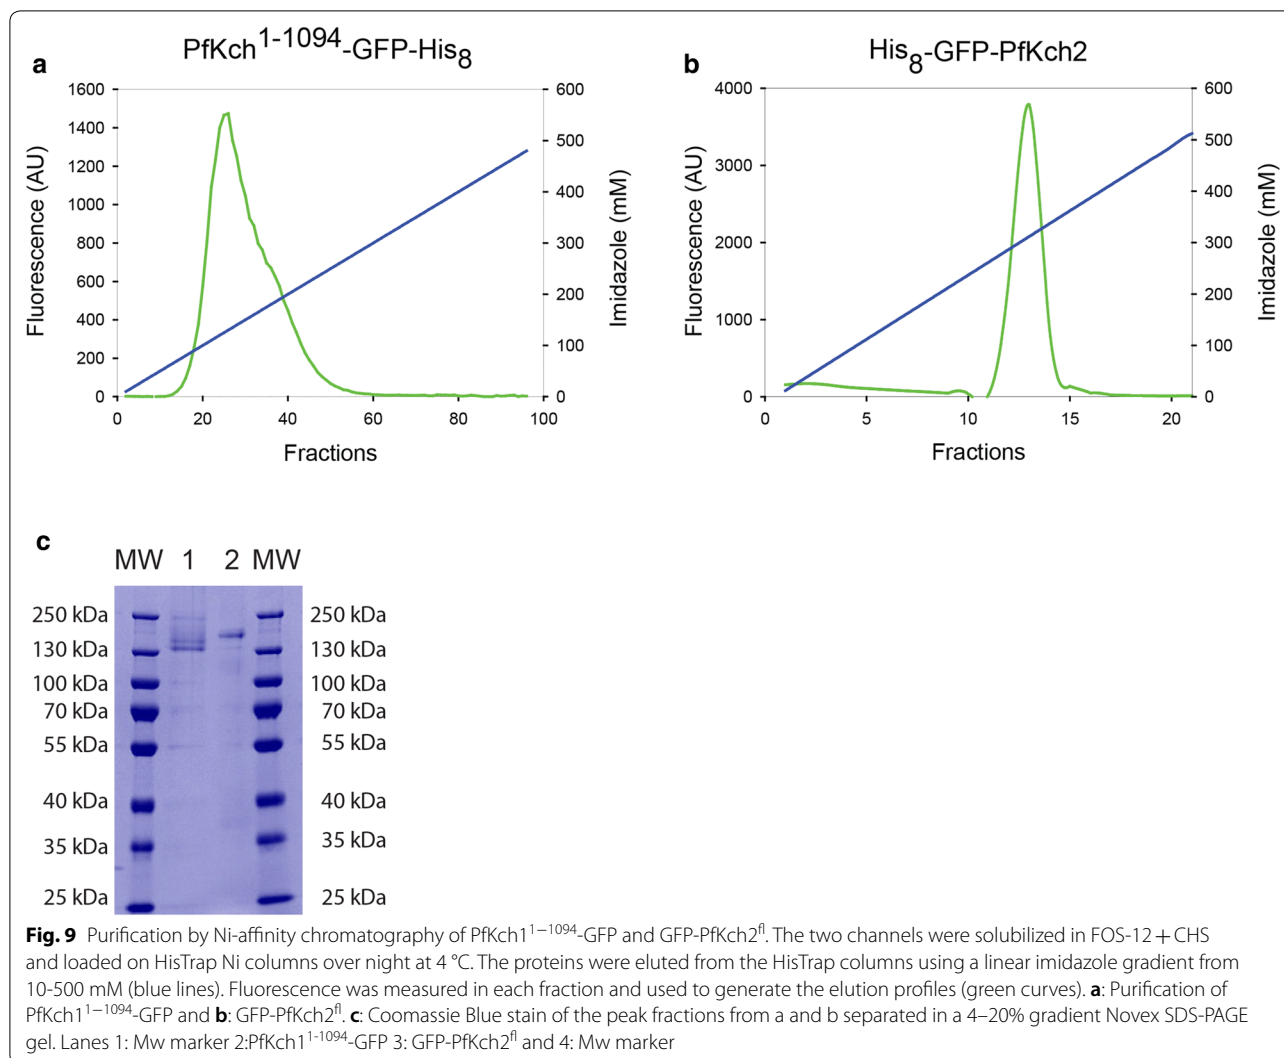 PfKch1-1094-GFP-His8
a
1600
1400
1200
1000
800
600
400
200
0
Fluorescence (AU)
600
500
400
300
200
100
0
Imidazole (mM)
0 20 40 60 80 100
Fractions
His8-GFP-PfKch2
b
4000
3000
2000
1000
0
Fluorescence (AU)
600
500
400
300
200
100
0
Imidazole (mM)
0 5 10 15 20
Fractions
c
MW 1 2 MW
250 kDa 250 kDa
130 kDa 130 kDa
100 kDa 100 kDa
70 kDa 70 kDa
55 kDa 55 kDa
40 kDa 40 kDa
35 kDa 35 kDa
25 kDa 25 kDa
Fig. 9 Purification by Ni-affinity chromatography of PfKch11−1094-GFP and GFP-PfKch2fl. The two channels were solubilized in FOS-12 + CHS
and loaded on HisTrap Ni columns over night at 4 °C. The proteins were eluted from the HisTrap columns using a linear imidazole gradient from
10-500 mM (blue lines). Fluorescence was measured in each fraction and used to generate the elution profiles (green curves). a: Purification of
PfKch11−1094-GFP and b: GFP-PfKch2fl. c: Coomassie Blue stain of the peak fractions from a and b separated in a 4–20% gradient Novex SDS-PAGE
gel. Lanes 1: Mw marker 2:PfKch11-1094-GFP 3: GFP-PfKch2fl and 4: Mw marker